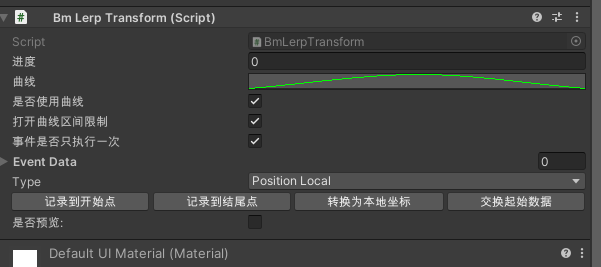 Bm Lerp Transform (Script)
Script BmLerpTransform
进度 0
曲线
是否使用曲线
打开曲线区间限制
事件是否只执行一次
Event Data 0
Type Position Local
记录到开始点 记录到结尾点 转换为本地坐标 交换起始数据
是否预览:
Default UI Material (Material)